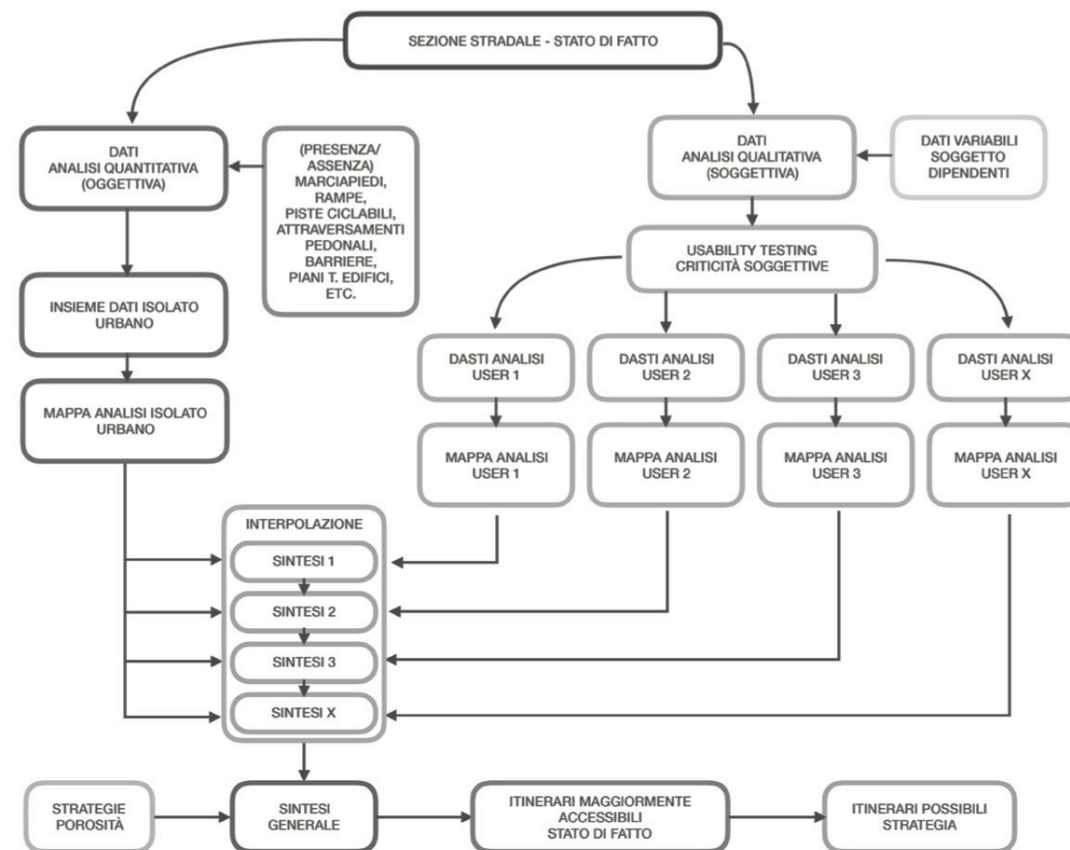 SEZIONE STRADALE - STATO DI FATTO
DATI
ANALISI QUANTITATIVA
(OGGETTIVA)
(PRESENZA/
ASSENZA)
MARCIAPIEDI,
RAMPE,
PISTE CICLABILI,
ATTRAVERSAMENTI
PEDONALI,
BARRIERE,
PIANI T. EDIFICI,
ETC.
DATI
ANALISI QUALITATIVA
(SOGGETTIVA)
DATI VARIABILI
SOGGETTO
DIPENDENTI
USABILITY TESTING
CRITICITÀ SOGGETTIVE
INSIEME DATI ISOLATO
URBANO
DASTI ANALISI
USER 1
DASTI ANALISI
USER 2
DASTI ANALISI
USER 3
DASTI ANALISI
USER X
MAPPA ANALISI ISOLATO
URBANO
MAPPA ANALISI
USER 1
MAPPA ANALISI
USER 2
MAPPA ANALISI
USER 3
MAPPA ANALISI
USER X
INTERPOLAZIONE
SINTESI 1
SINTESI 2
SINTESI 3
SINTESI X
STRATEGIE
POROSITÀ
SINTESI
GENERALE
ITINERARI MAGGIORMENTE
ACCESSIBILI
STATO DI FATTO
ITINERARI POSSIBILI
STRATEGIA